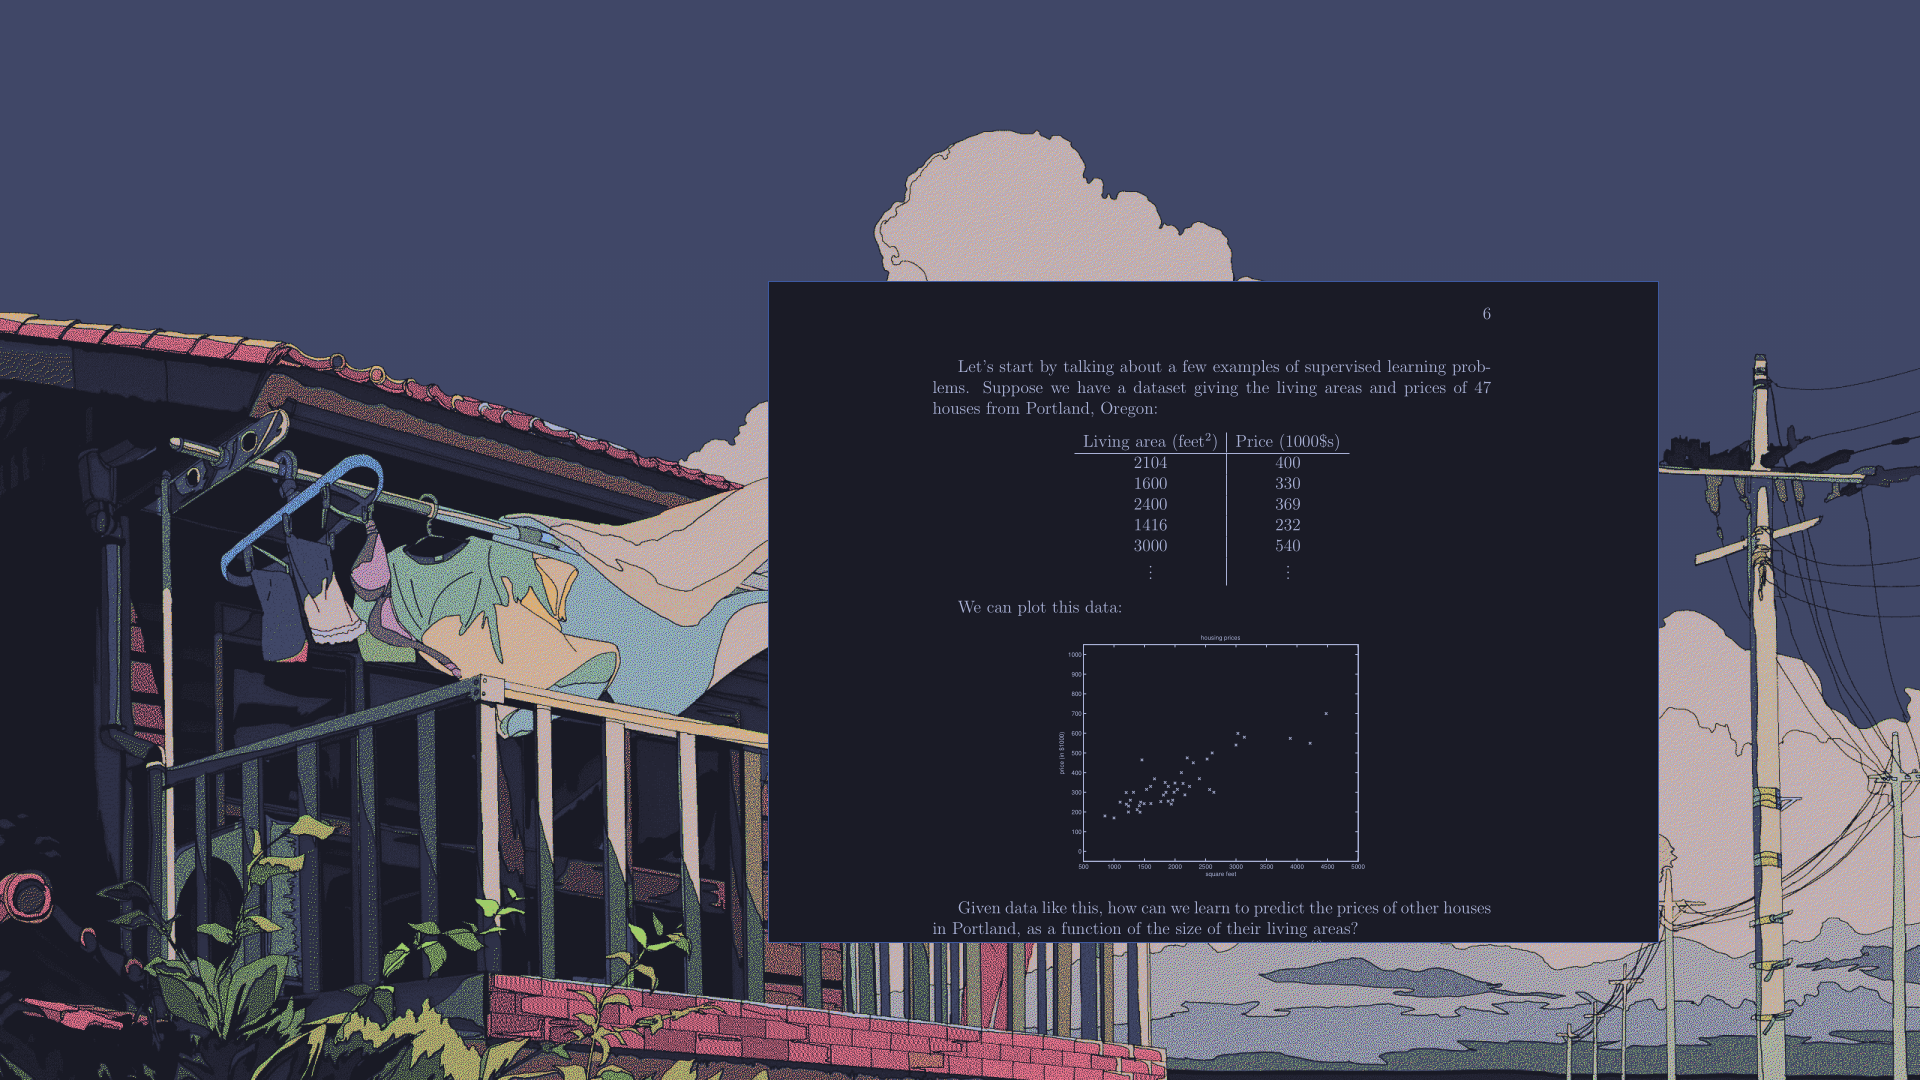 6
Let's start by talking about a few examples of supervised learning prob-
lems. Suppose we have a dataset giving the living areas and prices of 47
houses from Portland, Oregon:
Living area (feet²) Price (1000$s)
2104 400
1600 330
2400 369
1416 232
3000 540
⋮ ⋮
We can plot this data:
housing prices
1000
900
800
700
600
500
400
300
200
100
0
price (in $1000)
500 1000 1500 2000 2500 3000 3500 4000 4500 5000
square feet
Given data like this, how can we learn to predict the prices of other houses
in Portland, as a function of the size of their living areas?